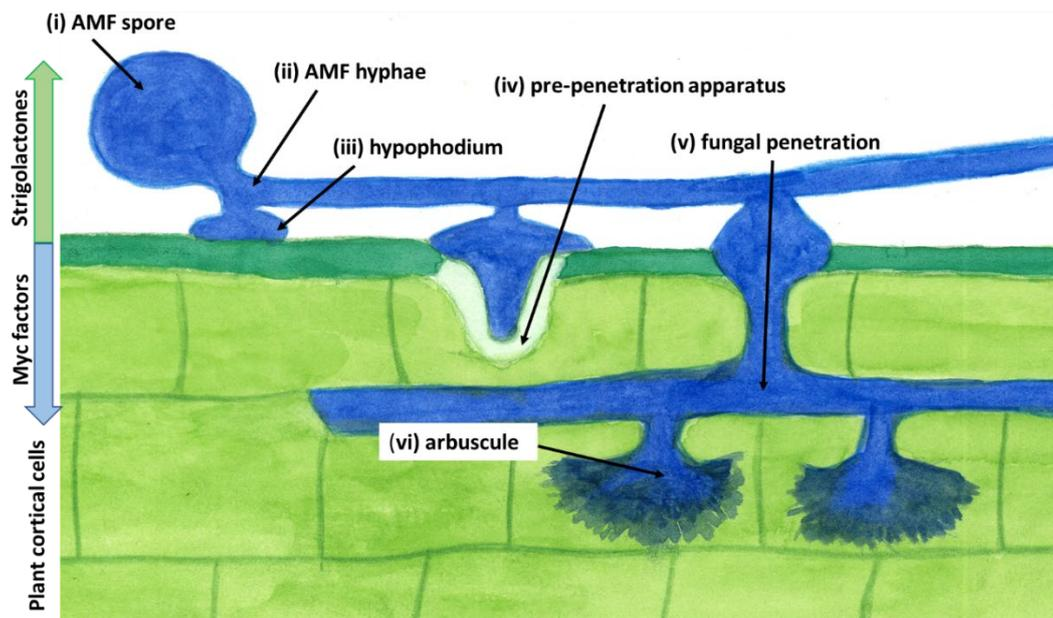 (i) AMF spore
(ii) AMF hyphae
(iii) hypophodium
(iv) pre-penetration apparatus
(v) fungal penetration
(vi) arbuscule
Strigolactones
Myc factors
Plant cortical cells